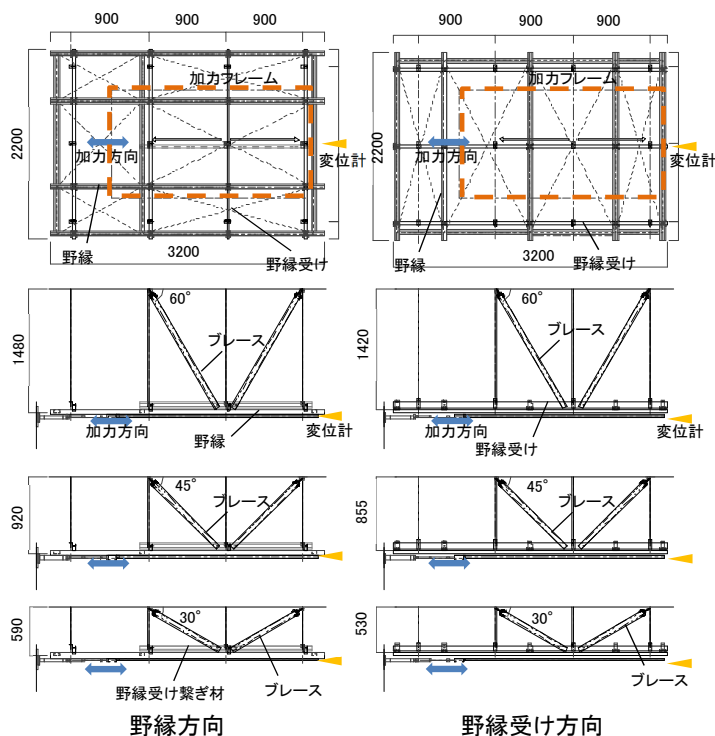 900 900 900
加力フレーム
加力方向
変位計
2200
野縁
野縁受け
3200
900 900 900
加力フレーム
加力方向
変位計
2200
野縁
野縁受け
3200
60°
ブレース
1480
加力方向
野縁
変位計
60°
ブレース
1420
加力方向
野縁受け
変位計
45°
ブレース
920
45°
ブレース
855
30°
590
野縁受け繋ぎ材
ブレース
30°
530
ブレース
野縁方向
野縁受け方向